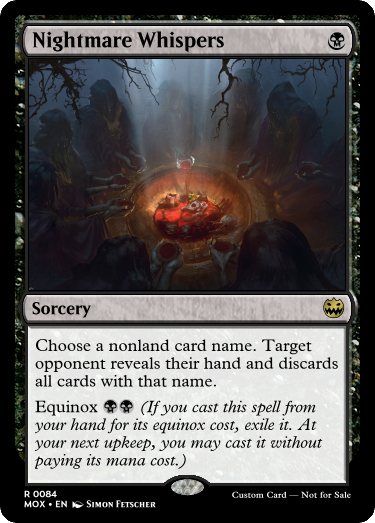 Nightmare Whispers
Sorcery
Choose a nonland card name. Target
opponent reveals their hand and discards
all cards with that name.
Equinox (If you cast this spell from
your hand for its equinox cost, exile it. At
your next upkeep, you may cast it without
paying its mana cost.)
R 0084
MOX • EN SIMON FETSCHER
Custom Card — Not for Sale